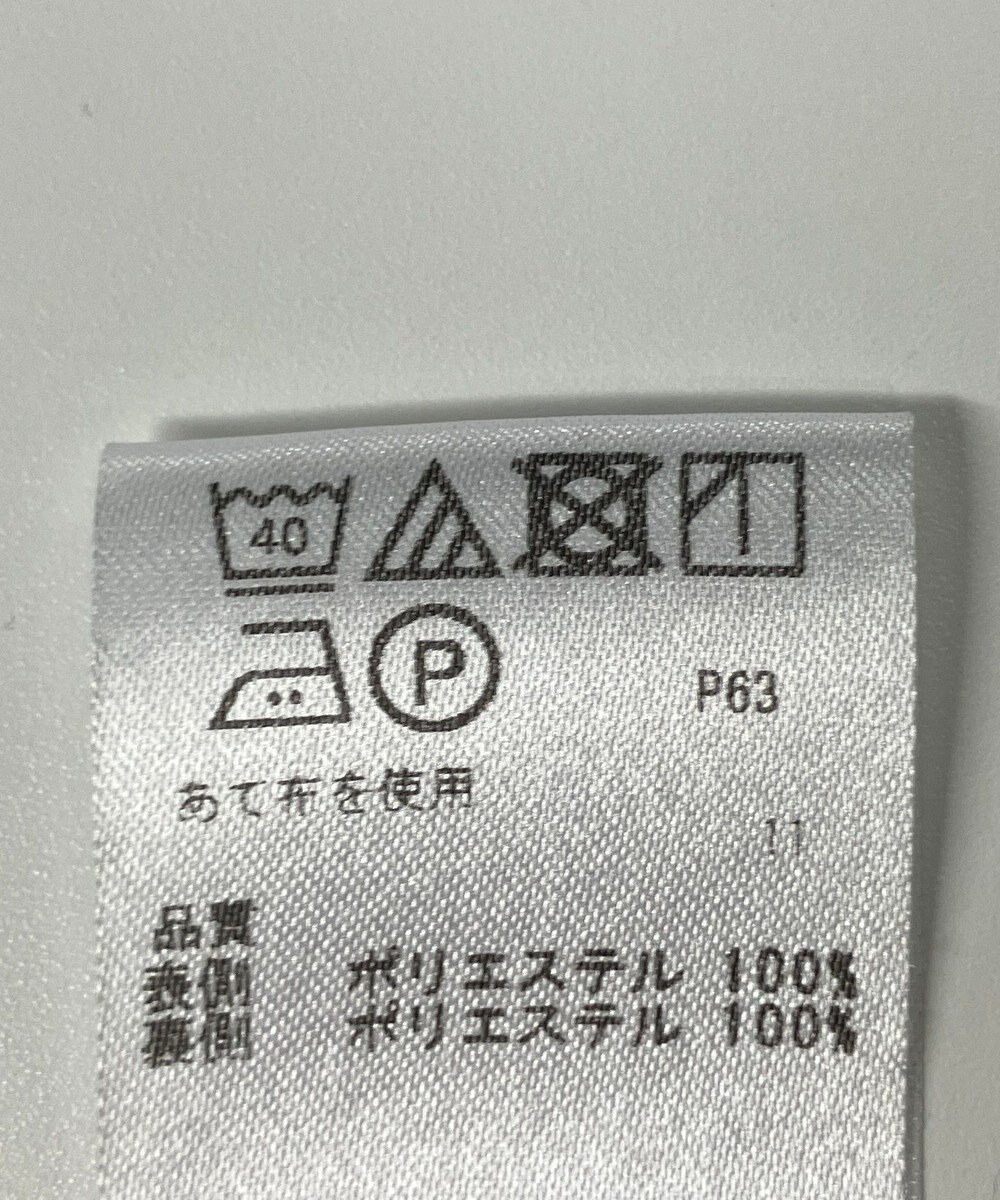 40
P
P63
あて布を使用
11
品質
表側 ポリエステル 100%
裏側 ポリエステル 100%